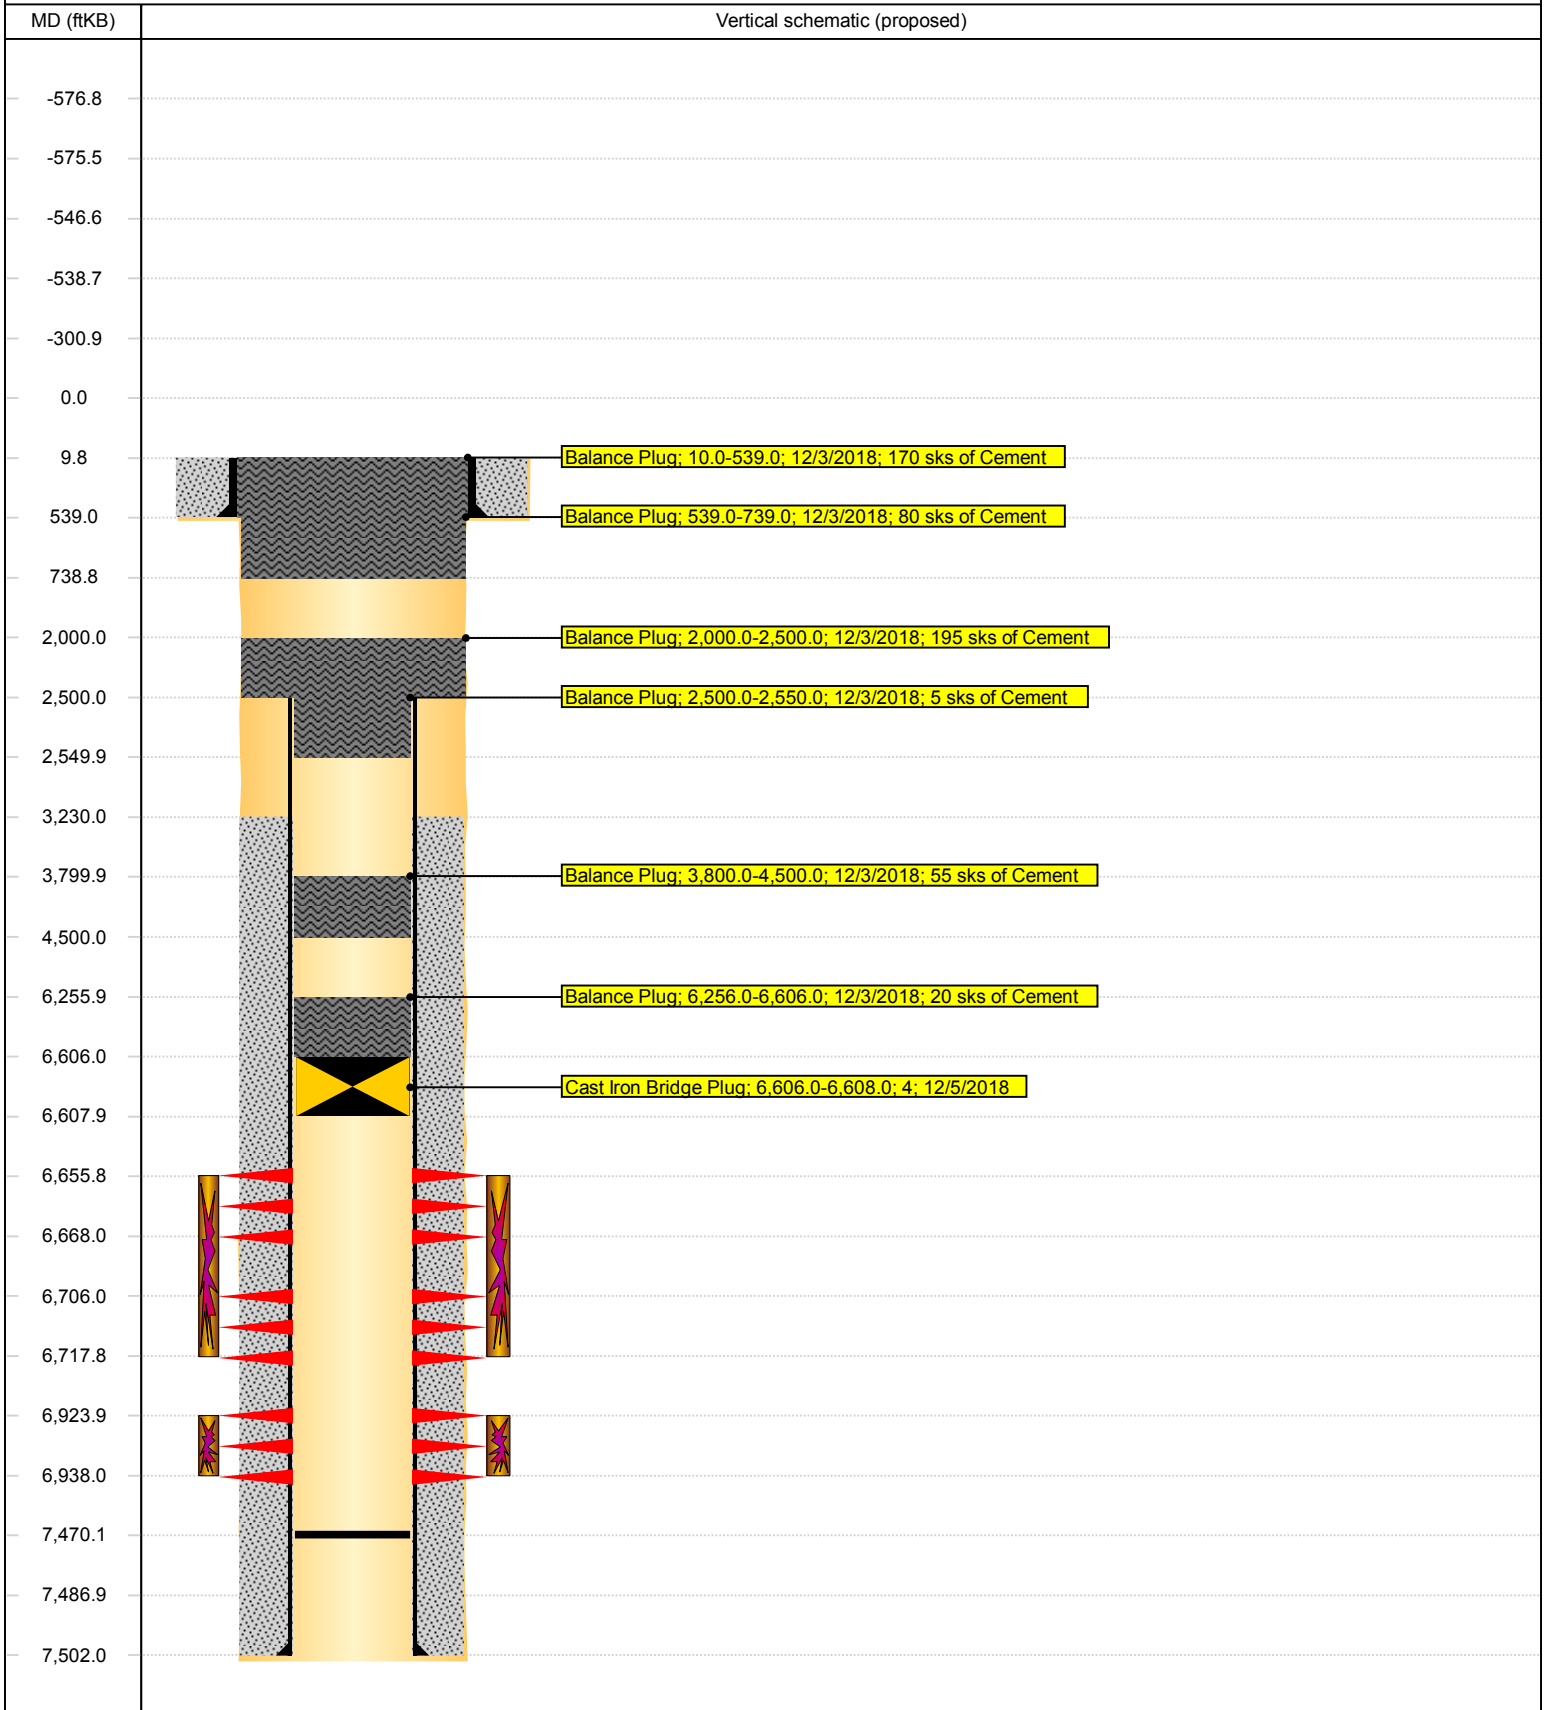 MD (ftKB) Vertical schematic (proposed)
-576.8
-575.5
-546.6
-538.7
-300.9
0.0
9.8 Balance Plug; 10.0-539.0; 12/3/2018; 170 sks of Cement
539.0 Balance Plug; 539.0-739.0; 12/3/2018; 80 sks of Cement
738.8
2,000.0 Balance Plug; 2,000.0-2,500.0; 12/3/2018; 195 sks of Cement
2,500.0 Balance Plug; 2,500.0-2,550.0; 12/3/2018; 5 sks of Cement
2,549.9
3,230.0
3,799.9 Balance Plug; 3,800.0-4,500.0; 12/3/2018; 55 sks of Cement
4,500.0
6,255.9 Balance Plug; 6,256.0-6,606.0; 12/3/2018; 20 sks of Cement
6,606.0
Cast Iron Bridge Plug; 6,606.0-6,608.0; 4; 12/5/2018
6,607.9
6,655.8
6,668.0
6,706.0
6,717.8
6,923.9
6,938.0
7,470.1
7,486.9
7,502.0